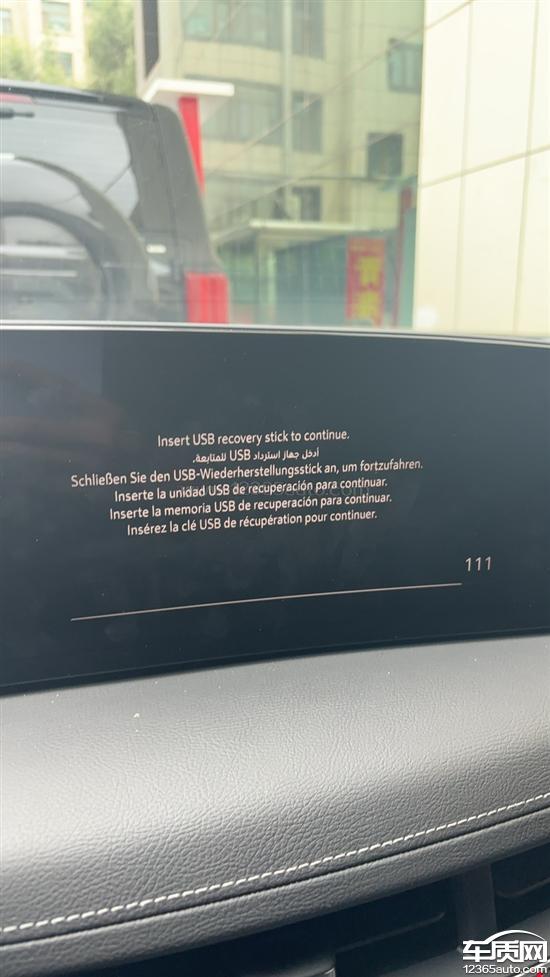 Insert USB recovery stick to continue.
أدخل جهاز استرداد USB للمتابعة.
Schließen Sie den USB-Wiederherstellungsstick an, um fortzufahren.
Inserte la unidad USB de recuperación para continuar.
Inserte la memoria USB de recuperación para continuar.
Insérez la clé USB de récupération pour continuer.
111
车质网
12365auto.com